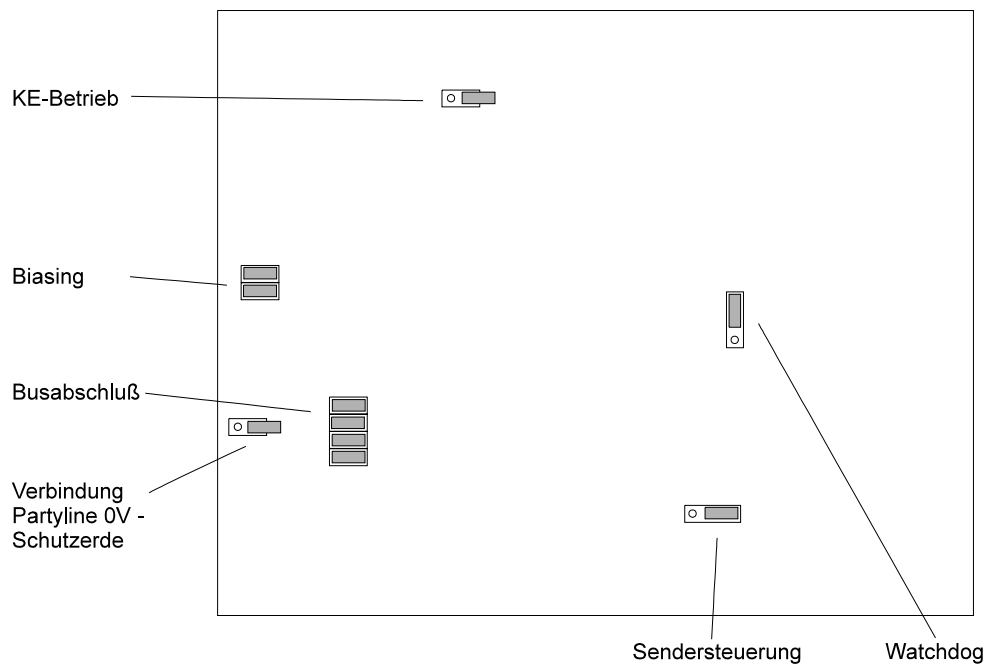 KE-Betrieb
Biasing
Busabschluß
Verbindung
Partyline 0V -
Schutzerde
Sendersteuerung
Watchdog